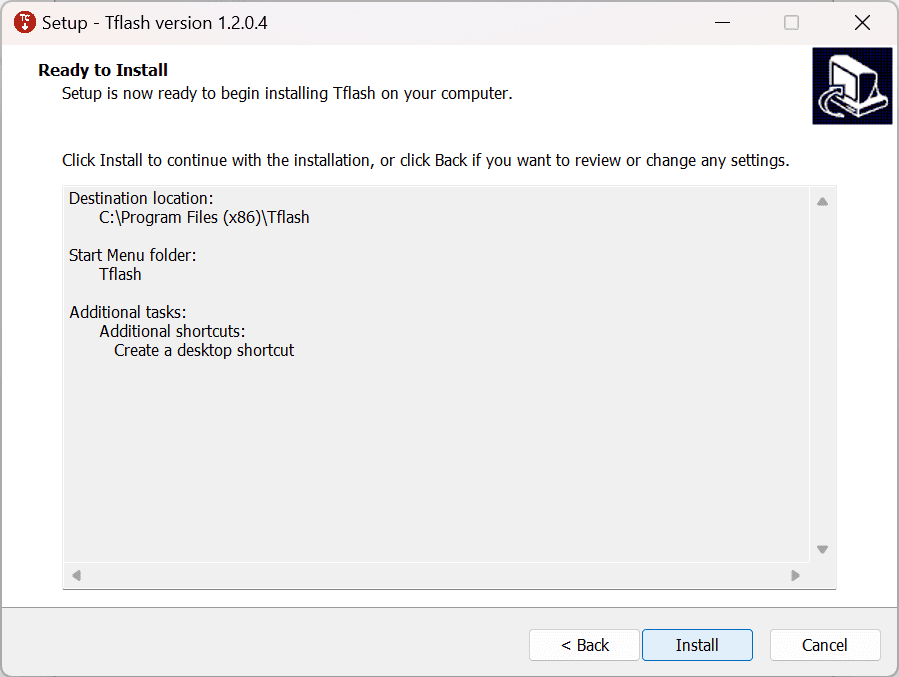 TC
Setup - Tflash version 1.2.0.4
Ready to Install
Setup is now ready to begin installing Tflash on your computer.
Click Install to continue with the installation, or click Back if you want to review or change any settings.
Destination location:
C:\Program Files (x86)\Tflash
Start Menu folder:
Tflash
Additional tasks:
Additional shortcuts:
Create a desktop shortcut
< Back
Install
Cancel